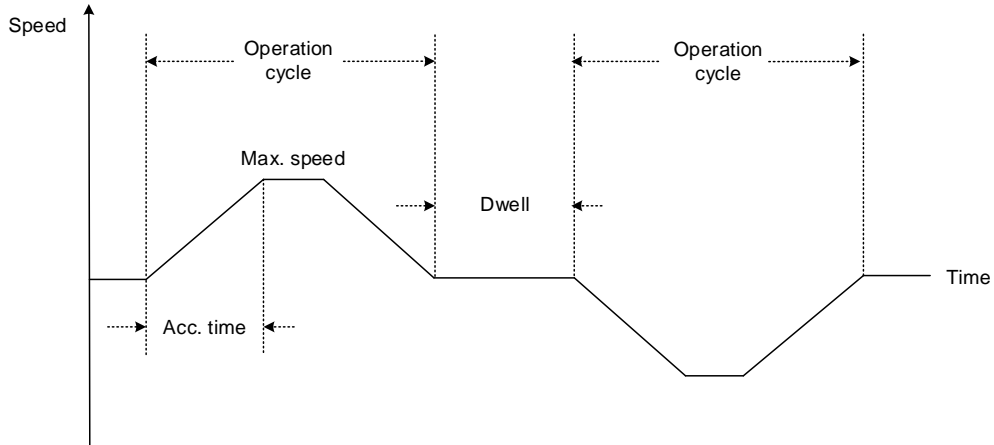 Speed
Operation
cycle
Operation
cycle
Max. speed
Dwell
Time
Acc. time